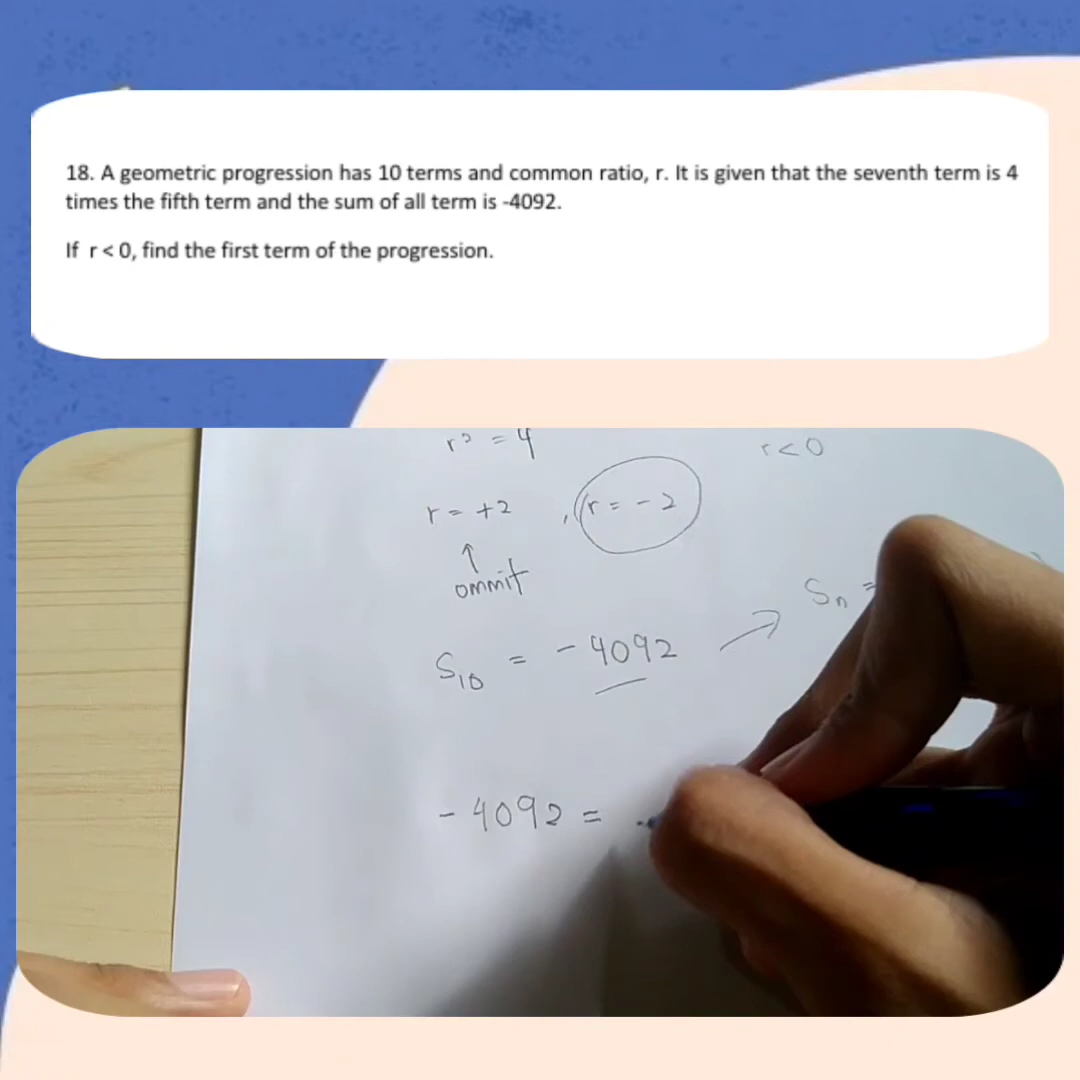 18. A geometric progression has 10 terms and common ratio, r. It is given that the seventh term is 4
times the fifth term and the sum of all term is -4092.
If r < 0, find the first term of the progression.
r² = 4
r < 0
r = +2 , r = - 2
↑
ommit
Sn =
S10 = - 4092
- 4092 =